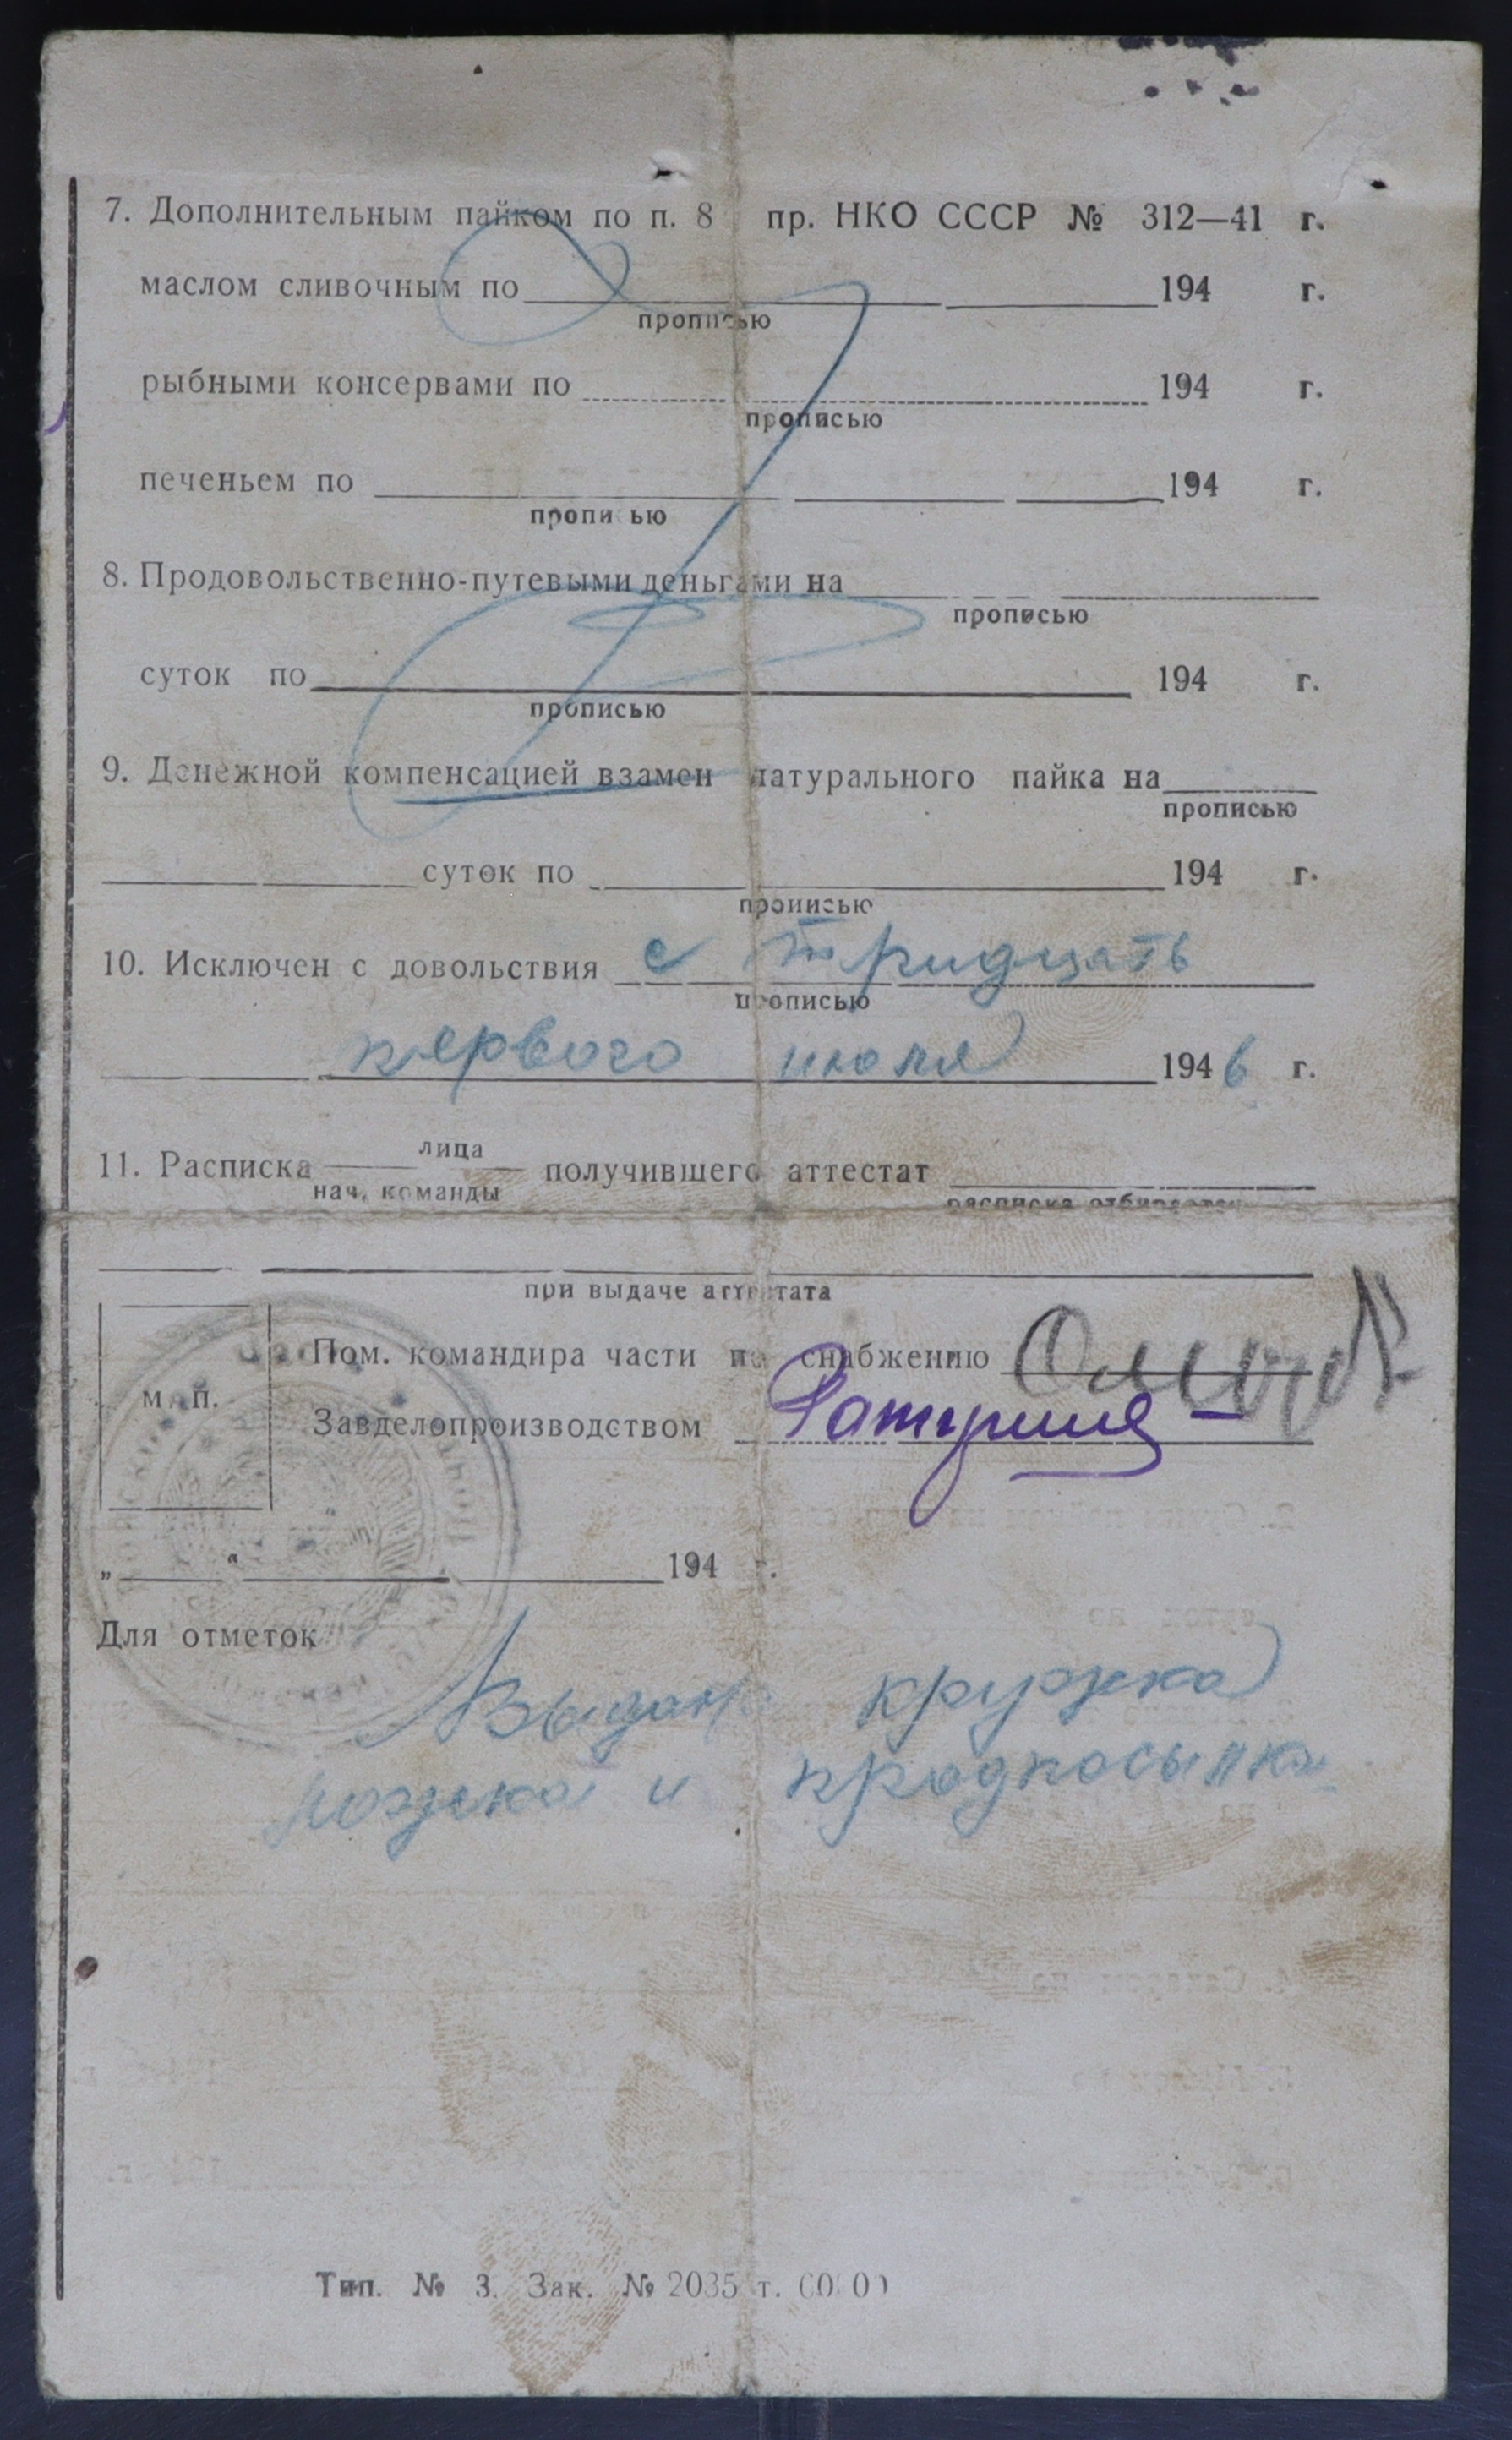 7. Дополнительным пайком по п. 8 пр. НКО СССР № 312—41 г.
маслом сливочным по 194 г.
прописью
рыбными консервами по 194 г.
прописью
печеньем по 194 г.
прописью
8. Продовольственно-путевыми деньгами на
прописью
суток по 194 г.
прописью
9. Денежной компенсацией взамен натурального пайка на
прописью
суток по 194 г.
прописью
10. Исключен с довольствия с тридцать
прописью
первого июля 1946 г.
лица
11. Расписка получившего аттестат
нач. команды
расписка отбирается
при выдаче аттестата
Пом. командира части по снабжению
м. п.
Завделопроизводством
„ “ 194 г.
Для отметок
Выдан. кружка
ложка и продпосылка
Тип. № 3. Зак. № 2035 т.